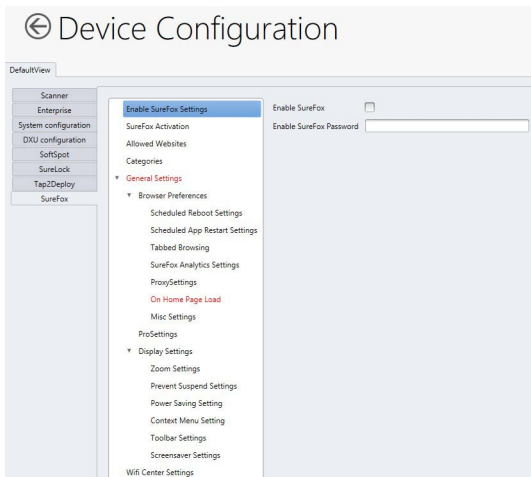 Device Configuration
DefaultView
Scanner
Enterprise
System configuration
DXU configuration
SoftSpot
SureLock
Tap2Deploy
SureFox
Enable SureFox Settings
SureFox Activation
Allowed Websites
Categories
General Settings
Browser Preferences
Scheduled Reboot Settings
Scheduled App Restart Settings
Tabbed Browsing
SureFox Analytics Settings
ProxySettings
On Home Page Load
Misc Settings
ProSettings
Display Settings
Zoom Settings
Prevent Suspend Settings
Power Saving Setting
Context Menu Setting
Toolbar Settings
Screensaver Settings
Wifi Center Settings
Enable SureFox
Enable SureFox Password